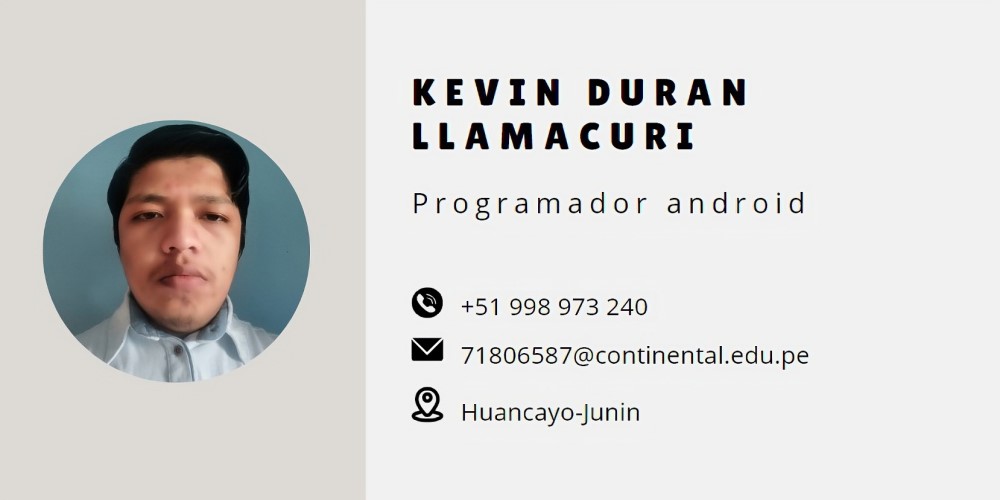 KEVIN DURAN
LLAMACURI
Programador android
+51 998 973 240
71806587@continental.edu.pe
Huancayo-Junin